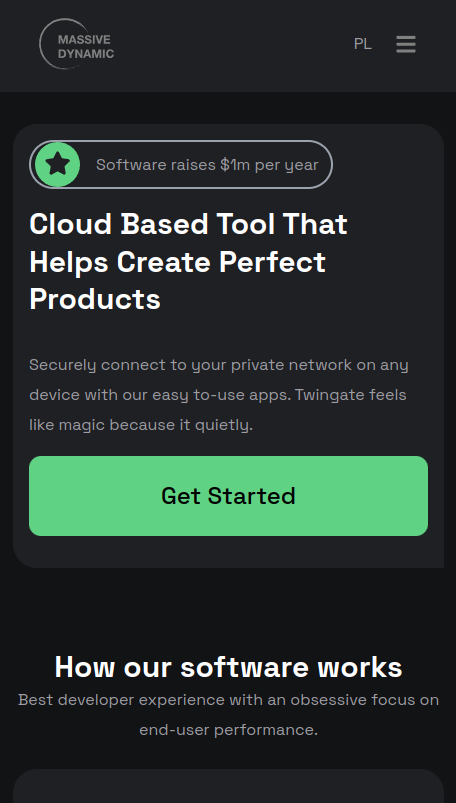 MASSIVE
DYNAMIC
PL
Software raises $1m per year
Cloud Based Tool That
Helps Create Perfect
Products
Securely connect to your private network on any
device with our easy to-use apps. Twingate feels
like magic because it quietly.
Get Started
How our software works
Best developer experience with an obsessive focus on
end-user performance.